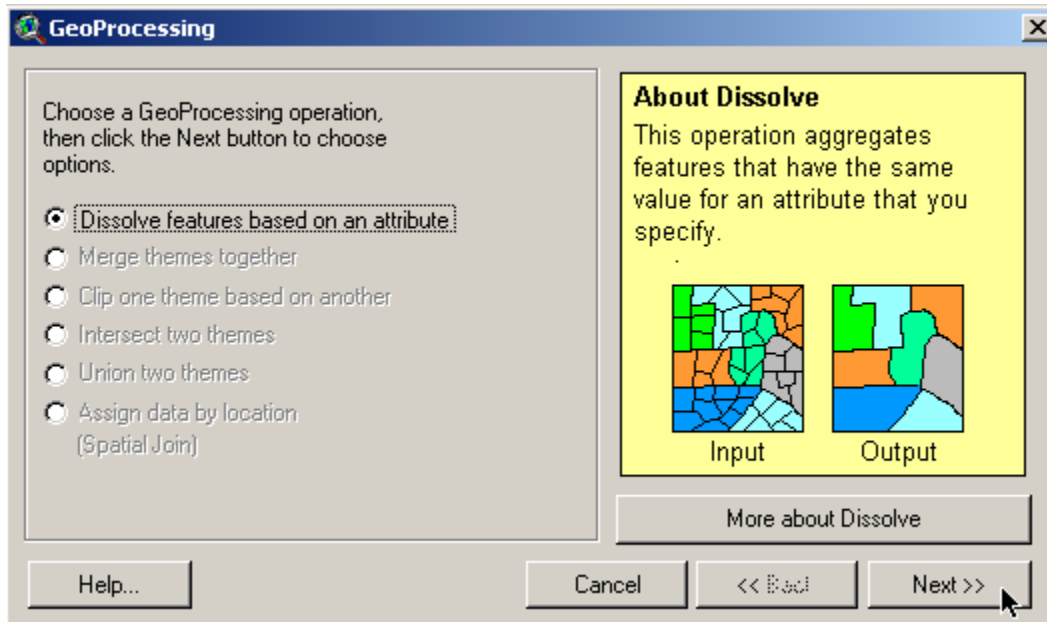 GeoProcessing
Choose a GeoProcessing operation,
then click the Next button to choose
options.
Dissolve features based on an attribute
Merge themes together
Clip one theme based on another
Intersect two themes
Union two themes
Assign data by location
(Spatial Join)
About Dissolve
This operation aggregates
features that have the same
value for an attribute that you
specify.
Input
Output
More about Dissolve
Help...
Cancel
<< Back
Next >>